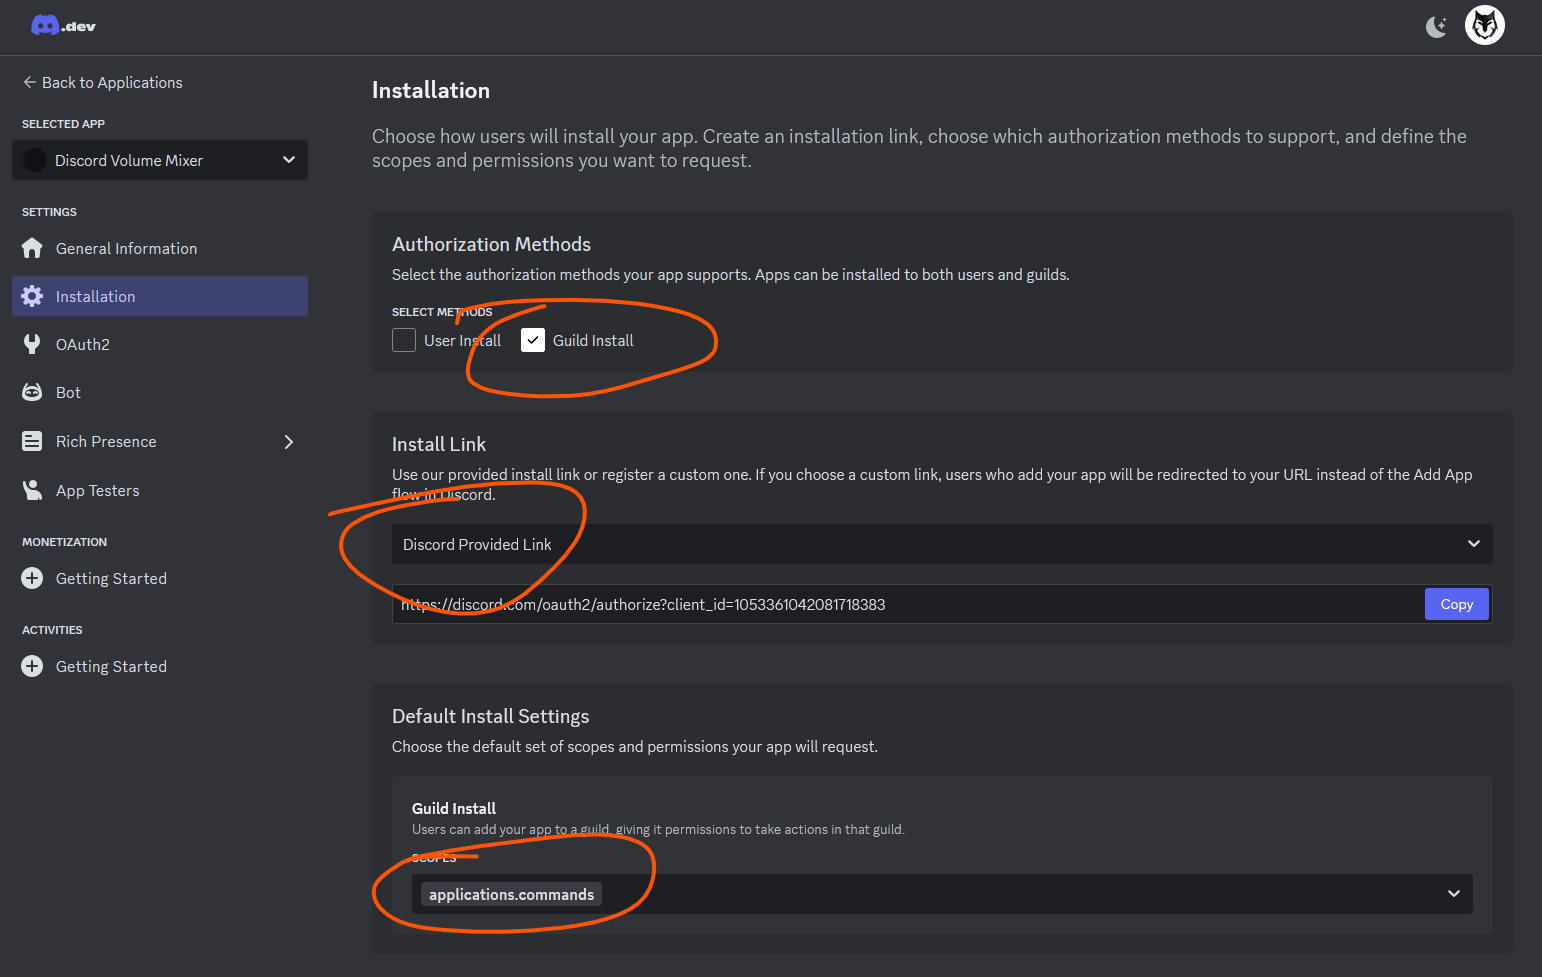 .dev
Back to Applications
SELECTED APP
Discord Volume Mixer
SETTINGS
General Information
Installation
OAuth2
Bot
Rich Presence
App Testers
MONETIZATION
Getting Started
ACTIVITIES
Getting Started
Installation
Choose how users will install your app. Create an installation link, choose which authorization methods to support, and define the
scopes and permissions you want to request.
Authorization Methods
Select the authorization methods your app supports. Apps can be installed to both users and guilds.
SELECT METHODS
User Install Guild Install
Install Link
Use our provided install link or register a custom one. If you choose a custom link, users who add your app will be redirected to your URL instead of the Add App
flow in Discord.
Discord Provided Link
https://discord.com/oauth2/authorize?client_id=1053361042081718383
Copy
Default Install Settings
Choose the default set of scopes and permissions your app will request.
Guild Install
Users can add your app to a guild, giving it permissions to take actions in that guild.
SCOPES
applications.commands